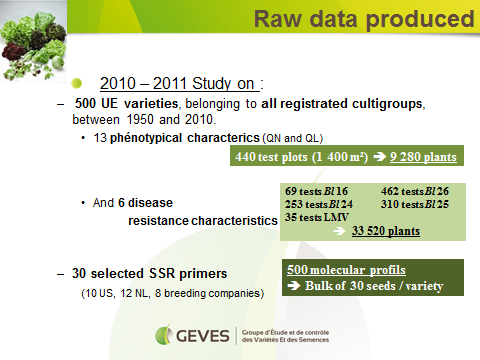 Raw data produced
2010 – 2011 Study on :
– 500 UE varieties, belonging to all registrated cultigroups,
between 1950 and 2010.
• 13 phénotypical characterics (QN and QL)
440 test plots (1 400 m²) ➔ 9 280 plants
• And 6 disease
resistance characteristics
69 tests Bl 16 462 tests Bl 26
253 tests Bl 24 310 tests Bl 25
35 tests LMV
➔ 33 520 plants
– 30 selected SSR primers
(10 US, 12 NL, 8 breeding companies)
500 molecular profils
➔ Bulk of 30 seeds / variety
GEVES
Groupe d'Étude et de contrôle
des Variétés Et des Semences